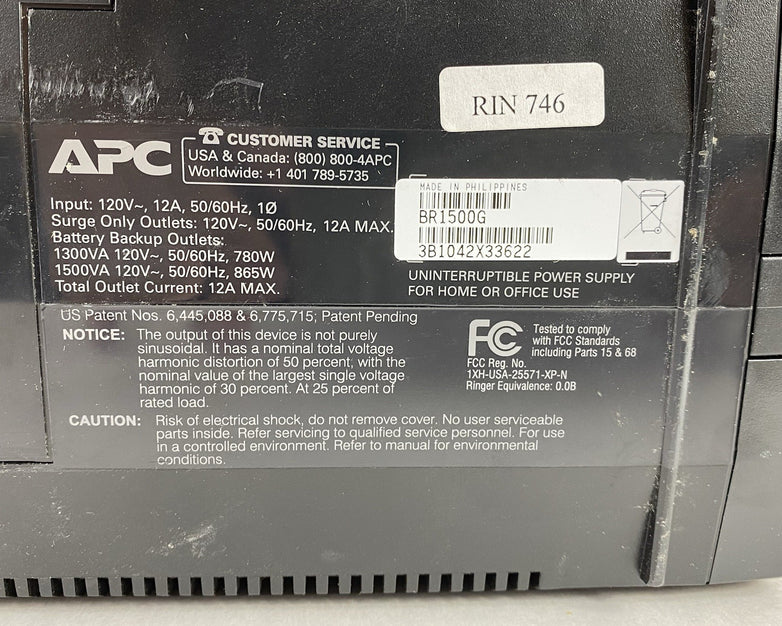 RIN 746
APC
CUSTOMER SERVICE
USA & Canada: (800) 800-4APC
Worldwide: +1 401 789-5735
MADE IN PHILIPPINES
BR1500G
3B1042X33622
Input: 120V~, 12A, 50/60Hz, 1Ø
Surge Only Outlets: 120V~, 50/60Hz, 12A MAX.
Battery Backup Outlets:
1300VA 120V~, 50/60Hz, 780W
1500VA 120V~, 50/60Hz, 865W
Total Outlet Current: 12A MAX.
UNINTERRUPTIBLE POWER SUPPLY
FOR HOME OR OFFICE USE
US Patent Nos. 6,445,088 & 6,775,715; Patent Pending
NOTICE: The output of this device is not purely
sinusoidal. It has a nominal total voltage
harmonic distortion of 50 percent, with the
nominal value of the largest single voltage
harmonic of 30 percent. At 25 percent of
rated load.
FC Tested to comply
with FCC Standards
including Parts 15 & 68
FCC Reg. No.
1XH-USA-25571-XP-N
Ringer Equivalence: 0.0B
CAUTION: Risk of electrical shock, do not remove cover. No user serviceable
parts inside. Refer servicing to qualified service personnel. For use
in a controlled environment. Refer to manual for environmental
conditions.